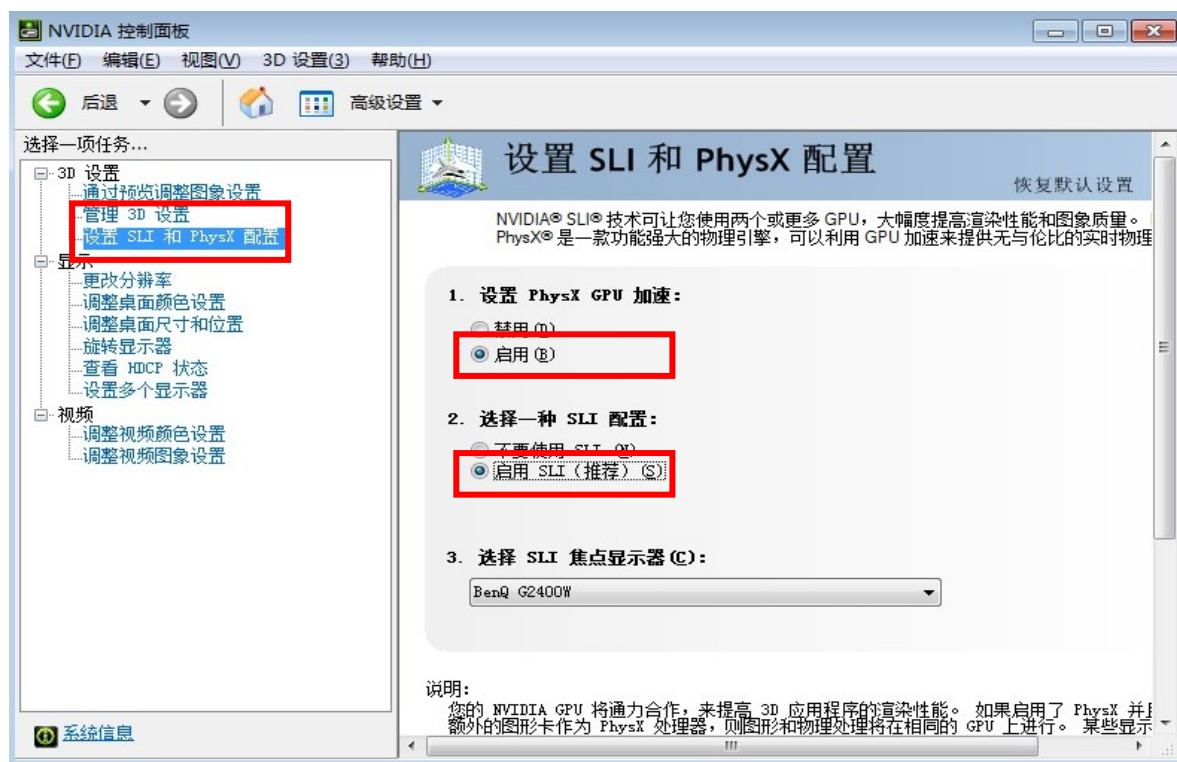 NVIDIA 控制面板
文件(F) 编辑(E) 视图(V) 3D 设置(3) 帮助(H)
后退 高级设置
选择一项任务...
3D 设置
通过预览调整图象设置
管理 3D 设置
设置 SLI 和 PhysX 配置
显示
更改分辨率
调整桌面颜色设置
调整桌面尺寸和位置
旋转显示器
查看 HDCP 状态
设置多个显示器
视频
调整视频颜色设置
调整视频图象设置
系统信息
设置 SLI 和 PhysX 配置
恢复默认设置
NVIDIA® SLI® 技术可让您使用两个或更多 GPU，大幅度提高渲染性能和图象质量。
PhysX® 是一款功能强大的物理引擎，可以利用 GPU 加速来提供无与伦比的实时物理
1. 设置 PhysX GPU 加速：
禁用(D)
启用(E)
2. 选择一种 SLI 配置：
不要使用 SLI (N)
启用 SLI（推荐）(S)
3. 选择 SLI 焦点显示器(C)：
BenQ G2400W
说明：
您的 NVIDIA GPU 将通力合作，来提高 3D 应用程序的渲染性能。 如果启用了 PhysX 并
额外的图形卡作为 PhysX 处理器，则图形和物理处理将在相同的 GPU 上进行。 某些显示